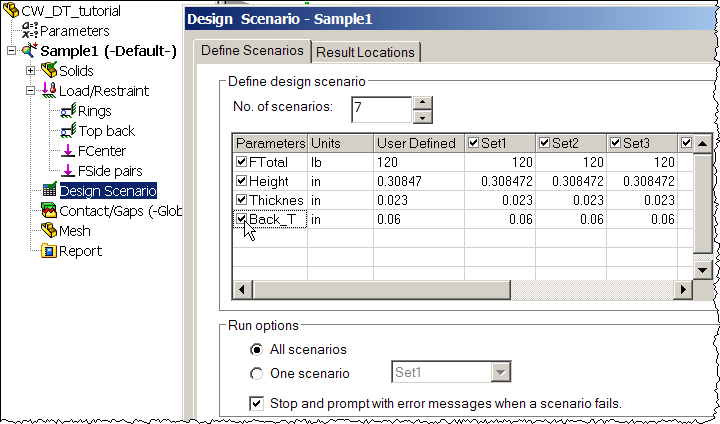 CW_DT_tutorial
Parameters
Sample1 (-Default-)
Solids
Load/Restraint
Rings
Top back
FCenter
FSide pairs
Design Scenario
Contact/Gaps (-Glob
Mesh
Report
Design Scenario - Sample1
Define Scenarios Result Locations
Define design scenario
No. of scenarios: 7
Parameters Units User Defined Set1 Set2 Set3
FTotal lb 120 120 120 120
Height in 0.30847 0.308472 0.308472 0.308472
Thicknes in 0.023 0.023 0.023 0.023
Back_T in 0.06 0.06 0.06 0.06
Run options
All scenarios
One scenario Set1
Stop and prompt with error messages when a scenario fails.